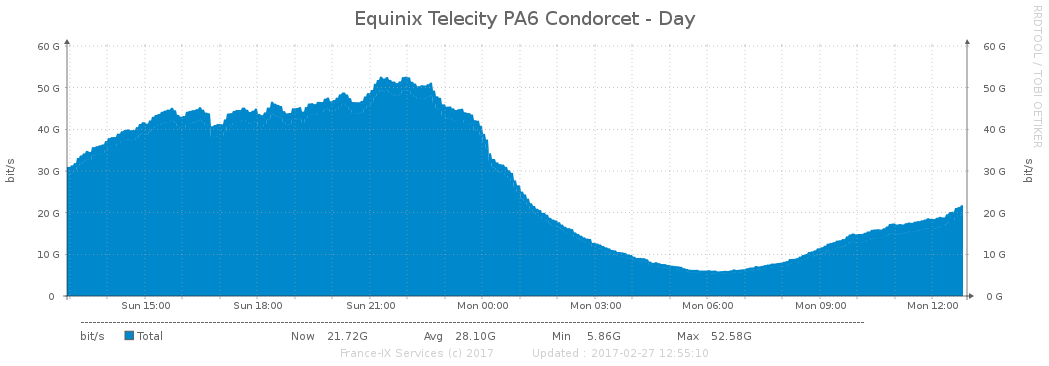 Equinix Telecity PA6 Condorcet - Day
RRDTOOL / TOBI OETIKER
bit/s
60 G
50 G
40 G
30 G
20 G
10 G
0
60 G
50 G
40 G
30 G
20 G
10 G
0 G
bit/s
Sun 15:00 Sun 18:00 Sun 21:00 Mon 00:00 Mon 03:00 Mon 06:00 Mon 09:00 Mon 12:00
bit/s Total Now 21.72G Avg 28.10G Min 5.86G Max 52.58G
France-IX Services (c) 2017 Updated : 2017-02-27 12:55:10